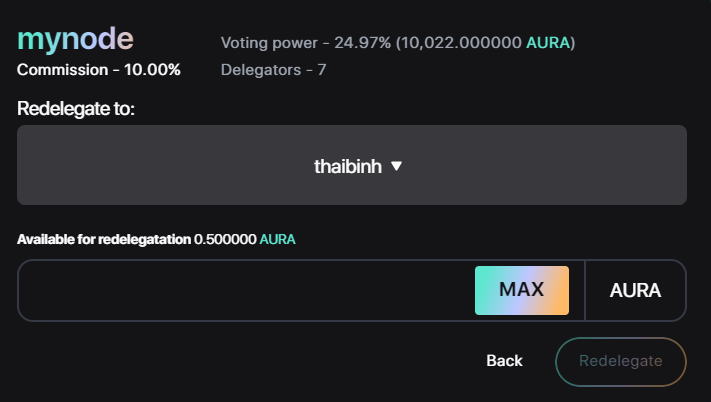 mynode
Voting power - 24.97% (10,022.000000 AURA)
Commission - 10.00%
Delegators - 7
Redelegate to:
thaibinh ▼
Available for redelegatation 0.500000 AURA
MAX
AURA
Back
Redelegate